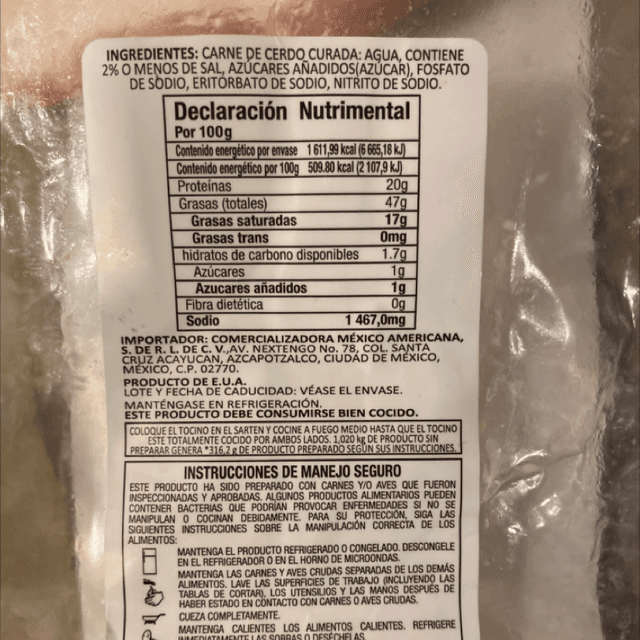 INGREDIENTES: CARNE DE CERDO CURADA: AGUA, CONTIENE
2% O MENOS DE SAL, AZÚCARES AÑADIDOS(AZÚCAR), FOSFATO
DE SODIO, ERITORBATO DE SODIO, NITRITO DE SODIO.
Declaración Nutrimental
Por 100g
Contenido energético por envase 1 611,99 kcal (6 665,18 kJ)
Contenido energético por 100g 509.80 kcal (2 107,9 kJ)
Proteínas 20g
Grasas (totales) 47g
Grasas saturadas 17g
Grasas trans 0mg
hidratos de carbono disponibles 1.7g
Azúcares 1g
Azucares añadidos 1g
Fibra dietética 0g
Sodio 1 467,0mg
IMPORTADOR: COMERCIALIZADORA MÉXICO AMERICANA,
S. DE R. L. DE C. V.,AV. NEXTENGO No. 78, COL. SANTA
CRUZ ACAYUCAN, AZCAPOTZALCO, CIUDAD DE MÉXICO,
MÉXICO, C.P. 02770.
PRODUCTO DE E.U.A.
LOTE Y FECHA DE CADUCIDAD: VÉASE EL ENVASE.
MANTÉNGASE EN REFRIGERACIÓN.
ESTE PRODUCTO DEBE CONSUMIRSE BIEN COCIDO.
COLOQUE EL TOCINO EN EL SARTEN Y COCINE A FUEGO MEDIO HASTA QUE EL TOCINO
ESTE TOTALMENTE COCIDO POR AMBOS LADOS. 1,020 kg DE PRODUCTO SIN
PREPARAR GENERA *316,2 g DE PRODUCTO PREPARADO SEGÚN SUS INSTRUCCIONES.
INSTRUCCIONES DE MANEJO SEGURO
ESTE PRODUCTO HA SIDO PREPARADO CON CARNES Y/O AVES QUE FUERON
INSPECCIONADAS Y APROBADAS. ALGUNOS PRODUCTOS ALIMENTARIOS PUEDEN
CONTENER BACTERIAS QUE PODRÍAN PROVOCAR ENFERMEDADES SI NO SE
MANIPULAN O COCINAN DEBIDAMENTE. PARA SU PROTECCIÓN, SIGA LAS
SIGUIENTES INSTRUCCIONES SOBRE LA MANIPULACIÓN CORRECTA DE LOS
ALIMENTOS:
MANTENGA EL PRODUCTO REFRIGERADO O CONGELADO. DESCONGELE
EN EL REFRIGERADOR O EN EL HORNO DE MICROONDAS.
MANTENGA LAS CARNES Y AVES CRUDAS SEPARADAS DE LOS DEMÁS
ALIMENTOS. LAVE LAS SUPERFICIES DE TRABAJO (INCLUYENDO LAS
TABLAS DE CORTAR), LOS UTENSILIOS Y LAS MANOS DESPUÉS DE
HABER ESTADO EN CONTACTO CON CARNES O AVES CRUDAS.
CUEZA COMPLETAMENTE.
MANTENGA CALIENTES LOS ALIMENTOS CALIENTES. REFRIGERE
INMEDIATAMENTE LAS SOBRAS O DESÉCHELAS.